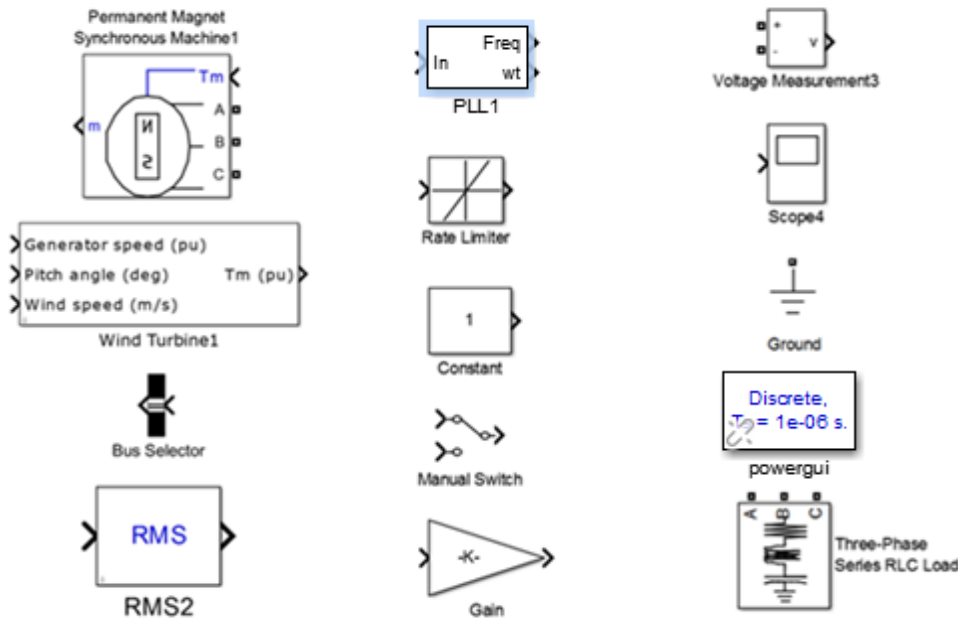 Permanent Magnet
Synchronous Machine1
Tm
A
m
B
C
N
S
Generator speed (pu)
Pitch angle (deg)
Tm (pu)
Wind speed (m/s)
Wind Turbine1
Bus Selector
RMS
RMS2
Freq
In
wt
PLL1
Rate Limiter
1
Constant
Manual Switch
-K-
Gain
+
-
v
Voltage Measurement3
Scope4
Ground
Discrete,
= 1e-06 s.
powergui
A
B
C
Three-Phase
Series RLC Load